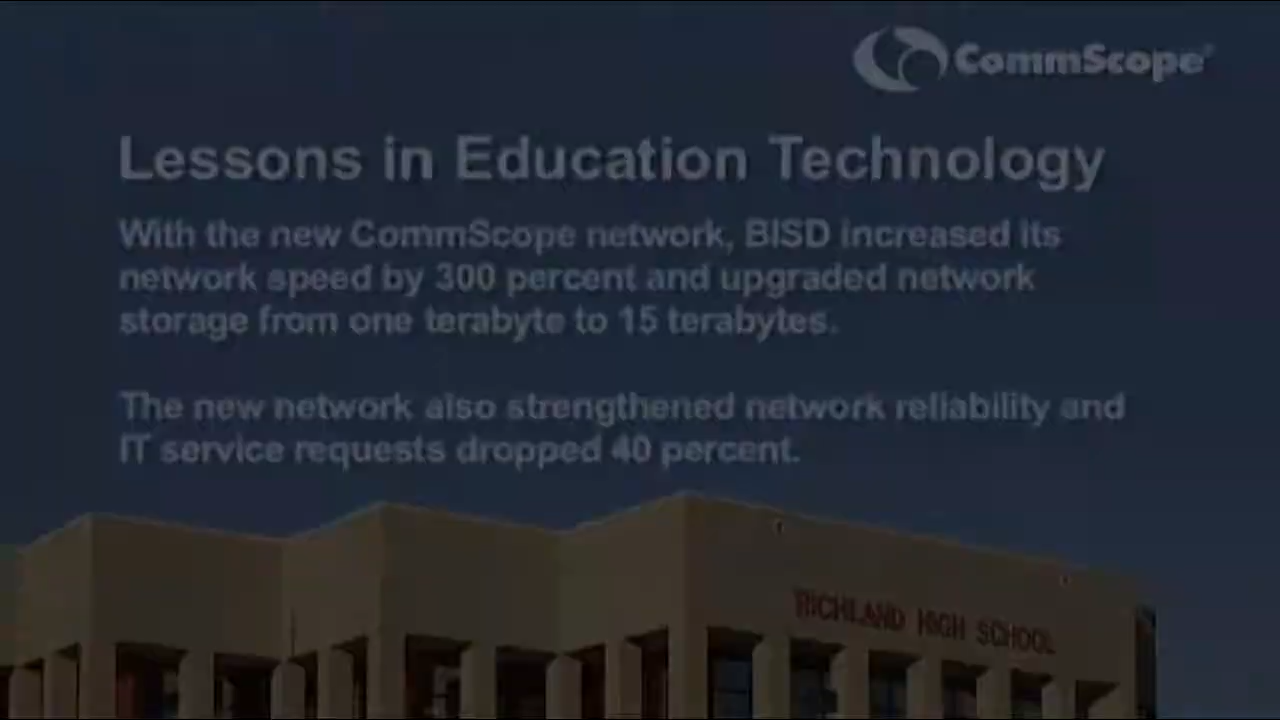 CommScope®
Lessons in Education Technology
With the new CommScope network, BISD increased its
network speed by 300 percent and upgraded network
storage from one terabyte to 15 terabytes.
The new network also strengthened network reliability and
IT service requests dropped 40 percent.
RICHLAND HIGH SCHOOL